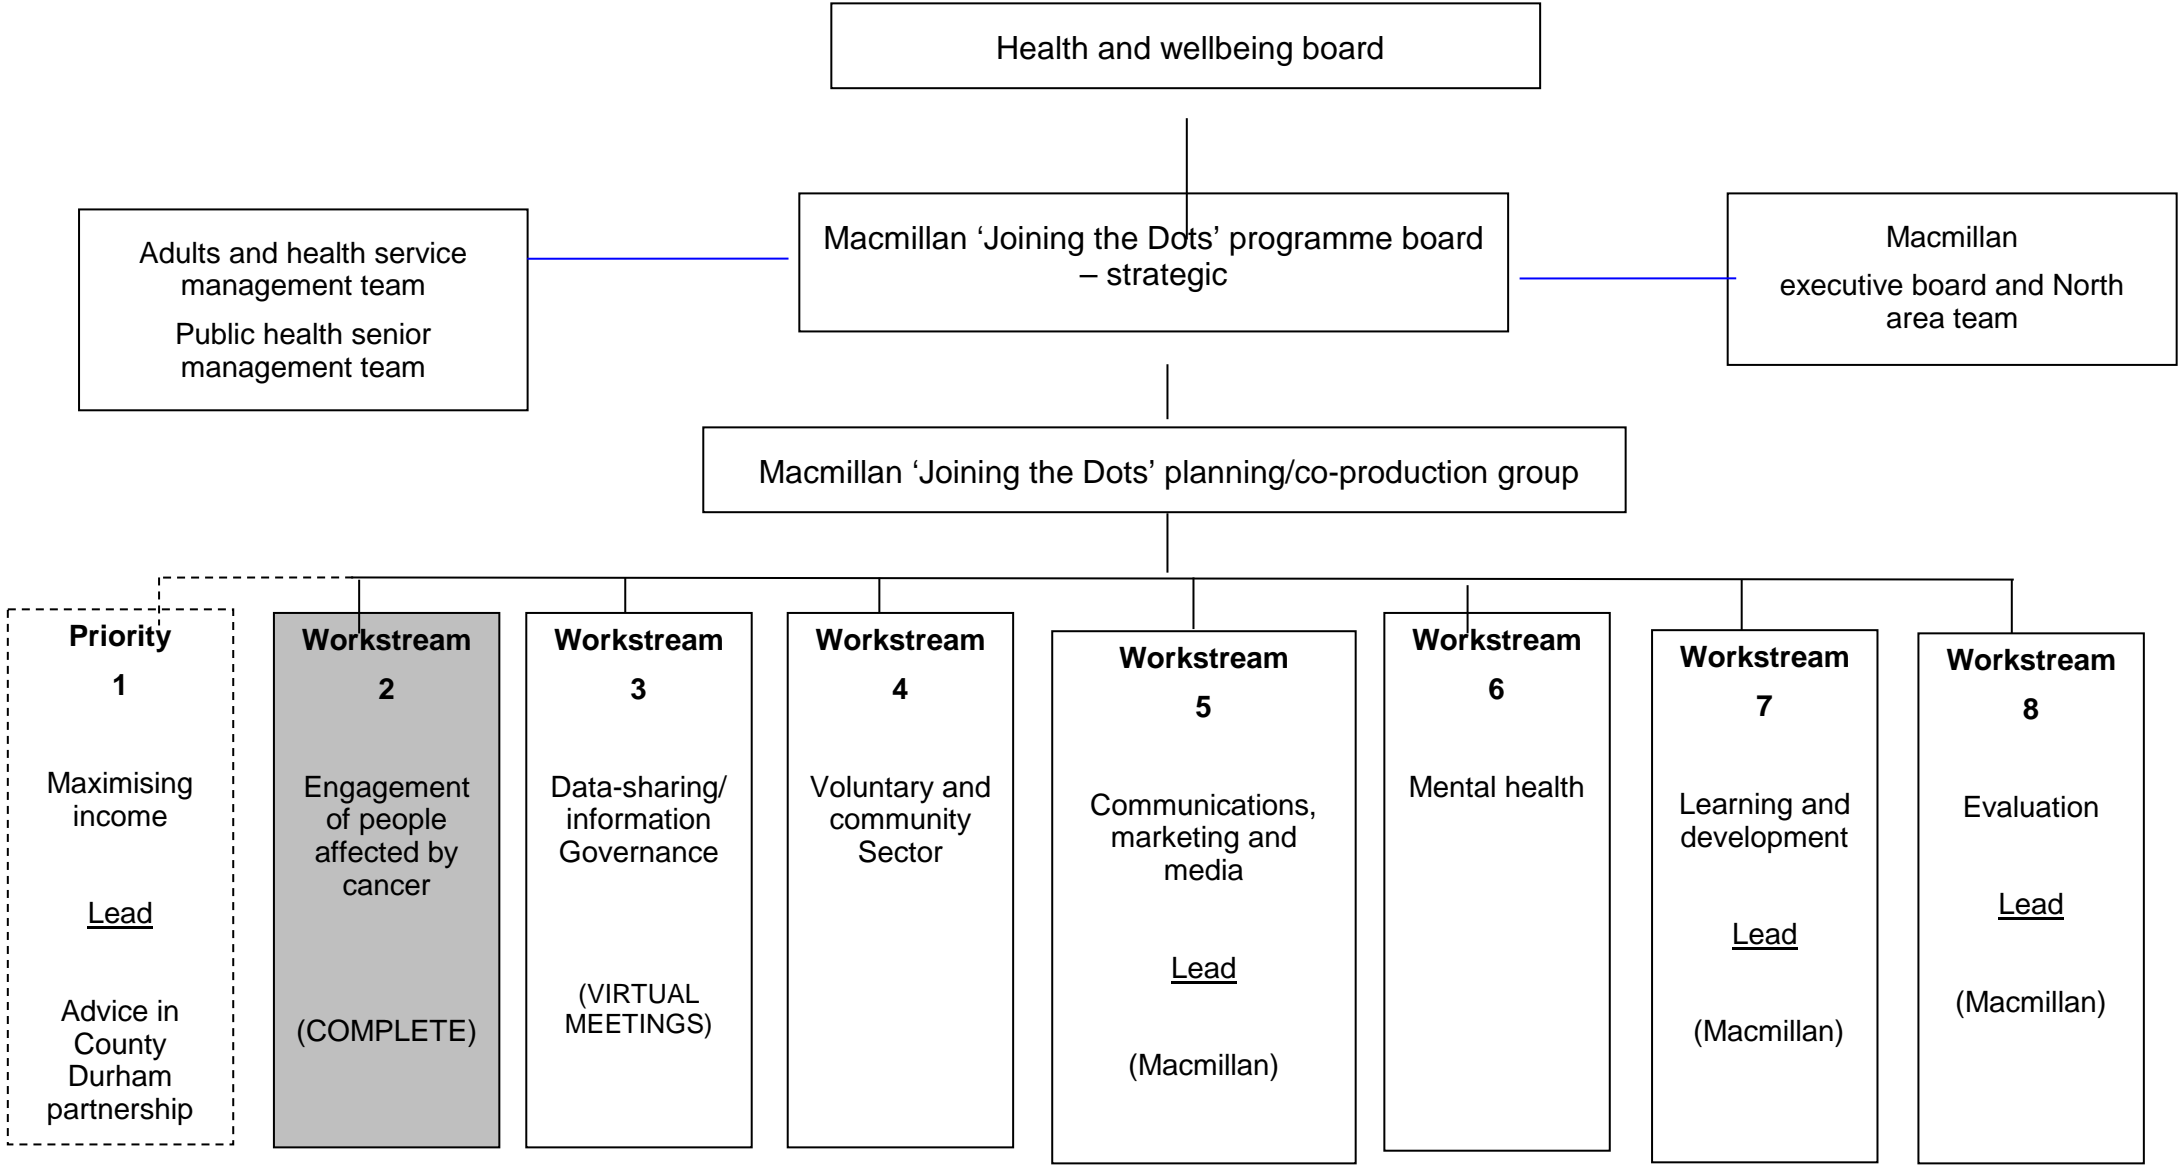 Health and wellbeing board
Adults and health service
management team
Public health senior
management team
Macmillan ‘Joining the Dots’ programme board
– strategic
Macmillan
executive board and North
area team
Macmillan ‘Joining the Dots’ planning/co-production group
Priority
1
Maximising
income
Lead
Advice in
County
Durham
partnership
Workstream
2
Engagement
of people
affected by
cancer
(COMPLETE)
Workstream
3
Data-sharing/
information
Governance
(VIRTUAL
MEETINGS)
Workstream
4
Voluntary and
community
Sector
Workstream
5
Communications,
marketing and
media
Lead
(Macmillan)
Workstream
6
Mental health
Workstream
7
Learning and
development
Lead
(Macmillan)
Workstream
8
Evaluation
Lead
(Macmillan)